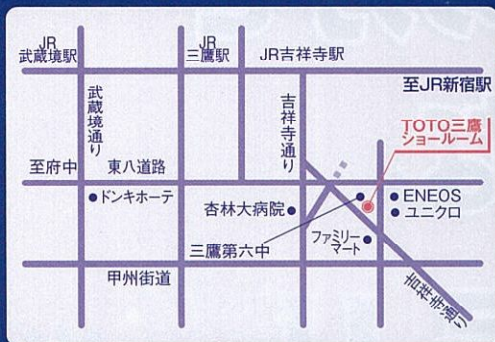 JR
武蔵境駅
JR
三鷹駅
JR吉祥寺駅
至JR新宿駅
武蔵境通り
吉祥寺通り
TOTO三鷹
ショールーム
至府中
東八道路
ドンキホーテ
杏林大病院
ENEOS
ユニクロ
三鷹第六中
ファミリー
マート
甲州街道
吉祥寺通り